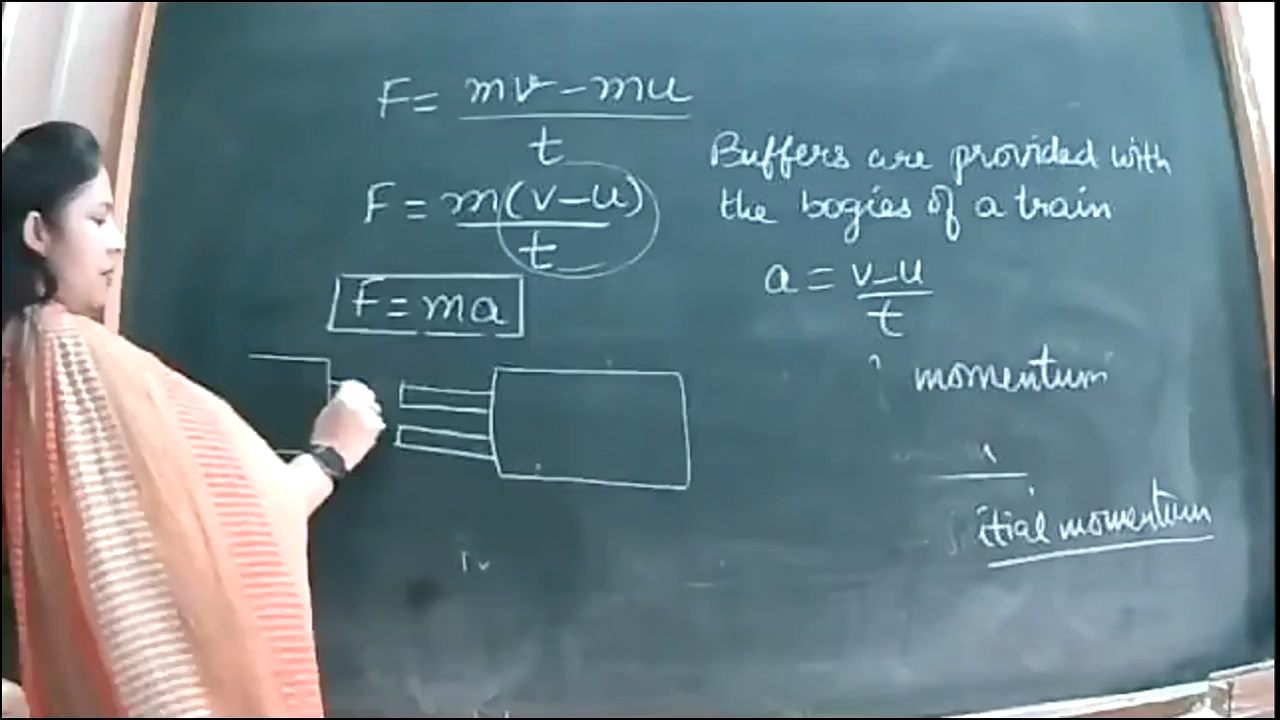 F = mv - mu
t
F = m(v-u)
t
F = ma
Buffers are provided with
the bogies of a train
a = v-u
t
momentum
itial momentum